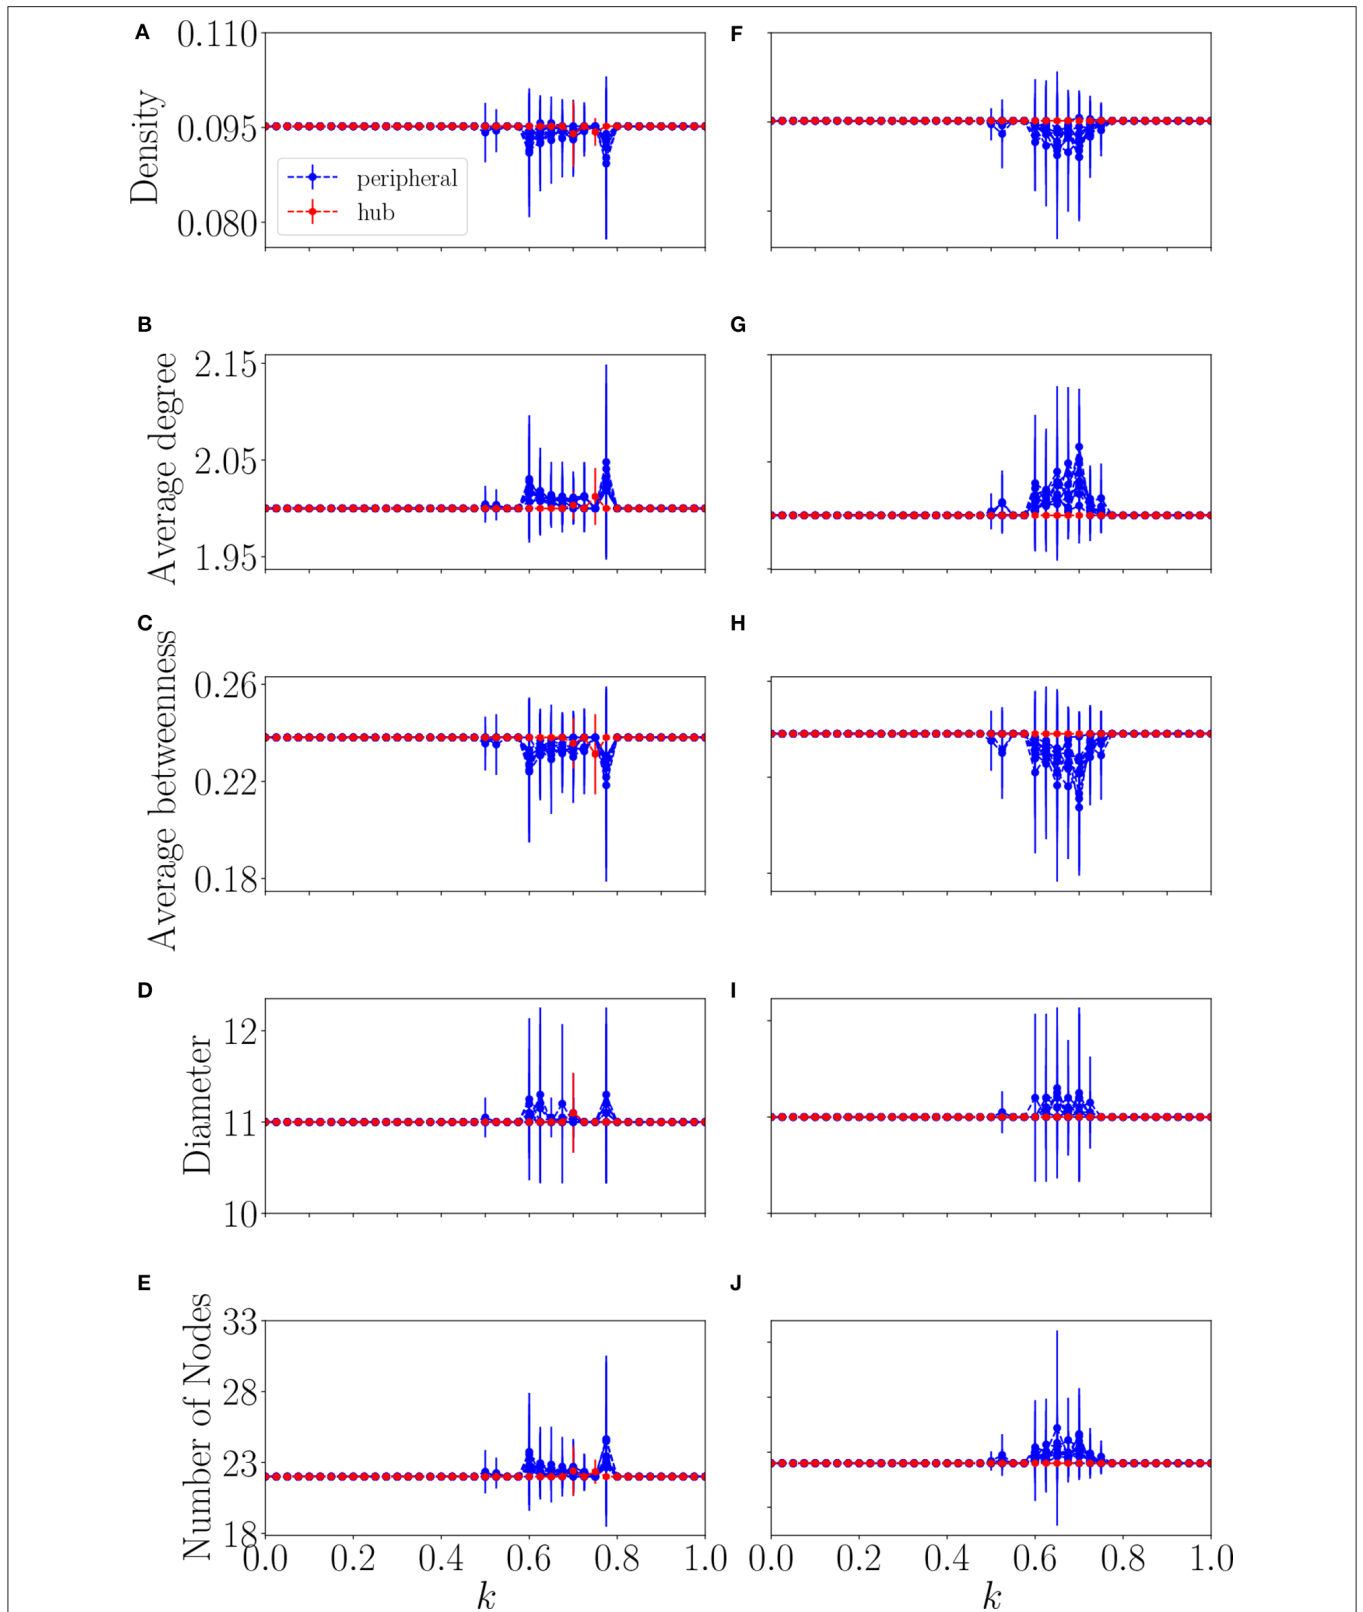 A
F
0.110
0.095
0.080
Density
peripheral
hub
B
G
2.15
2.05
1.95
Average degree
C
H
0.26
0.22
0.18
Average betweenness
D
I
12
11
10
Diameter
E
J
33
28
23
18
Number of Nodes
0.0 0.2 0.4 0.6 0.8 1.0
0.0 0.2 0.4 0.6 0.8 1.0
k
k